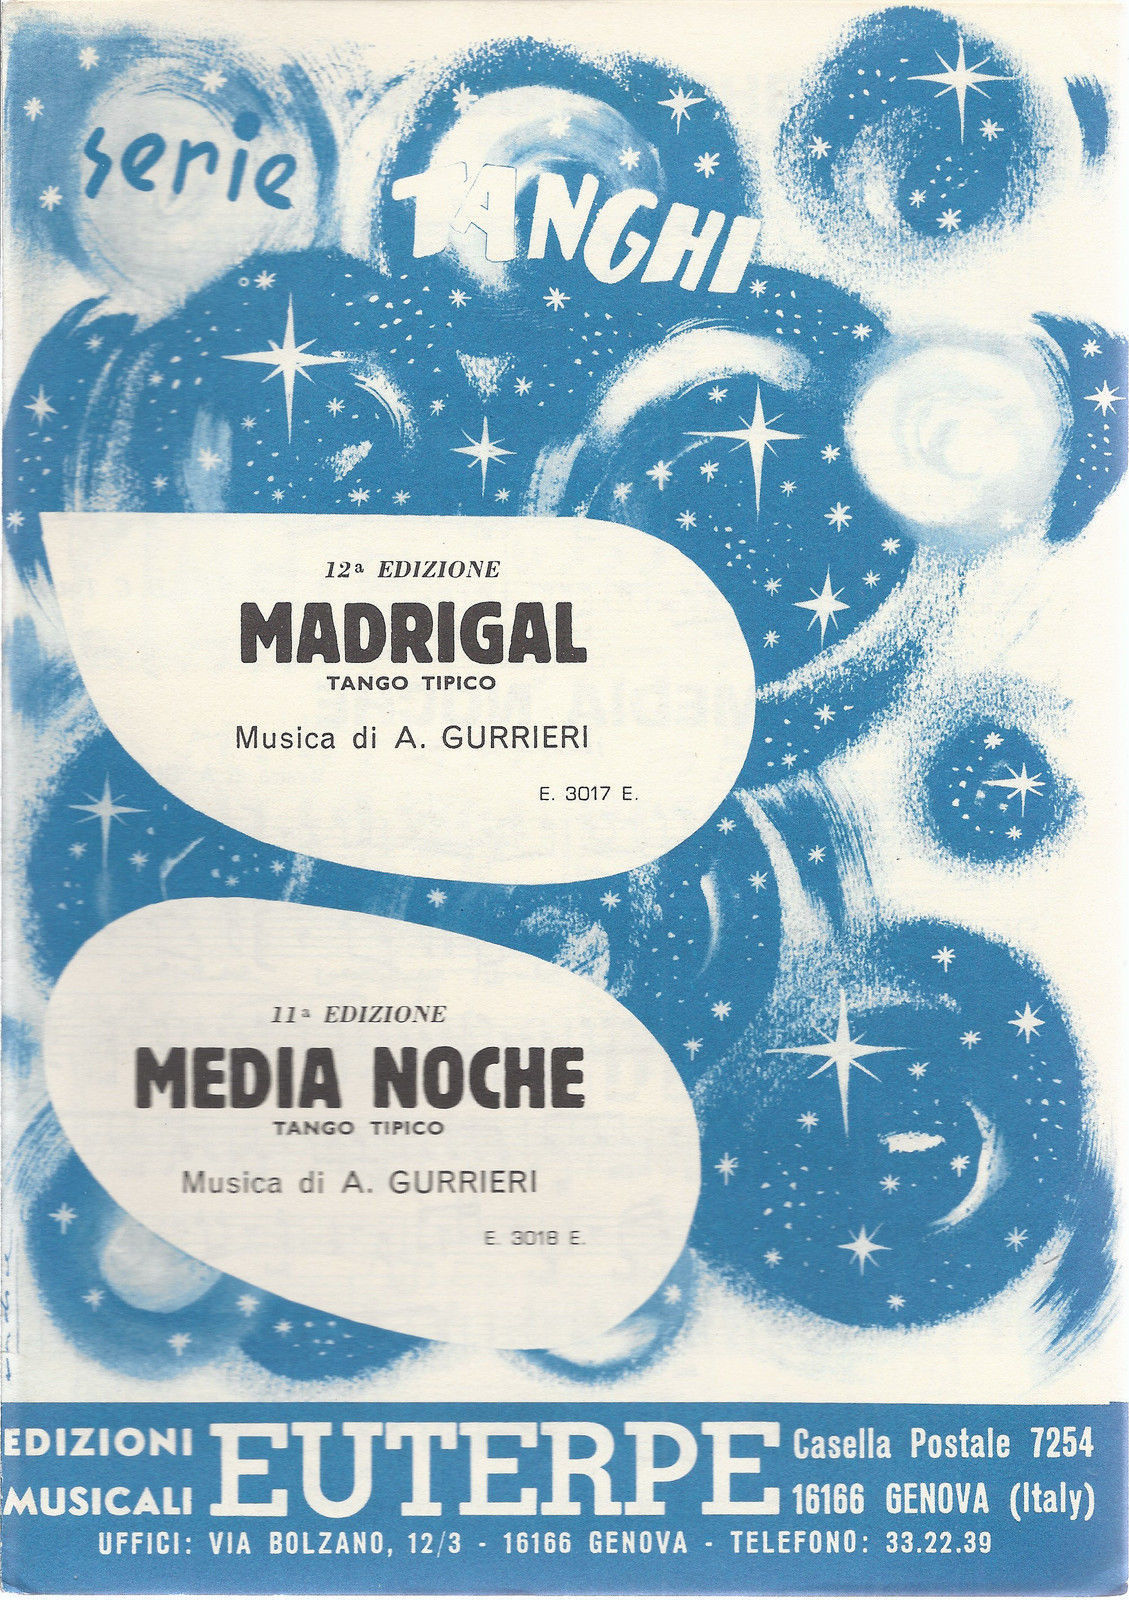 serie
TANGHI
12ª EDIZIONE
MADRIGAL
TANGO TIPICO
Musica di A. GURRIERI
E. 3017 E.
11ª EDIZIONE
MEDIA NOCHE
TANGO TIPICO
Musica di A. GURRIERI
E. 3018 E.
EDIZIONI
MUSICALI
EUTERPE
Casella Postale 7254
16166 GENOVA (Italy)
UFFICI: VIA BOLZANO, 12/3 - 16166 GENOVA - TELEFONO: 33.22.39